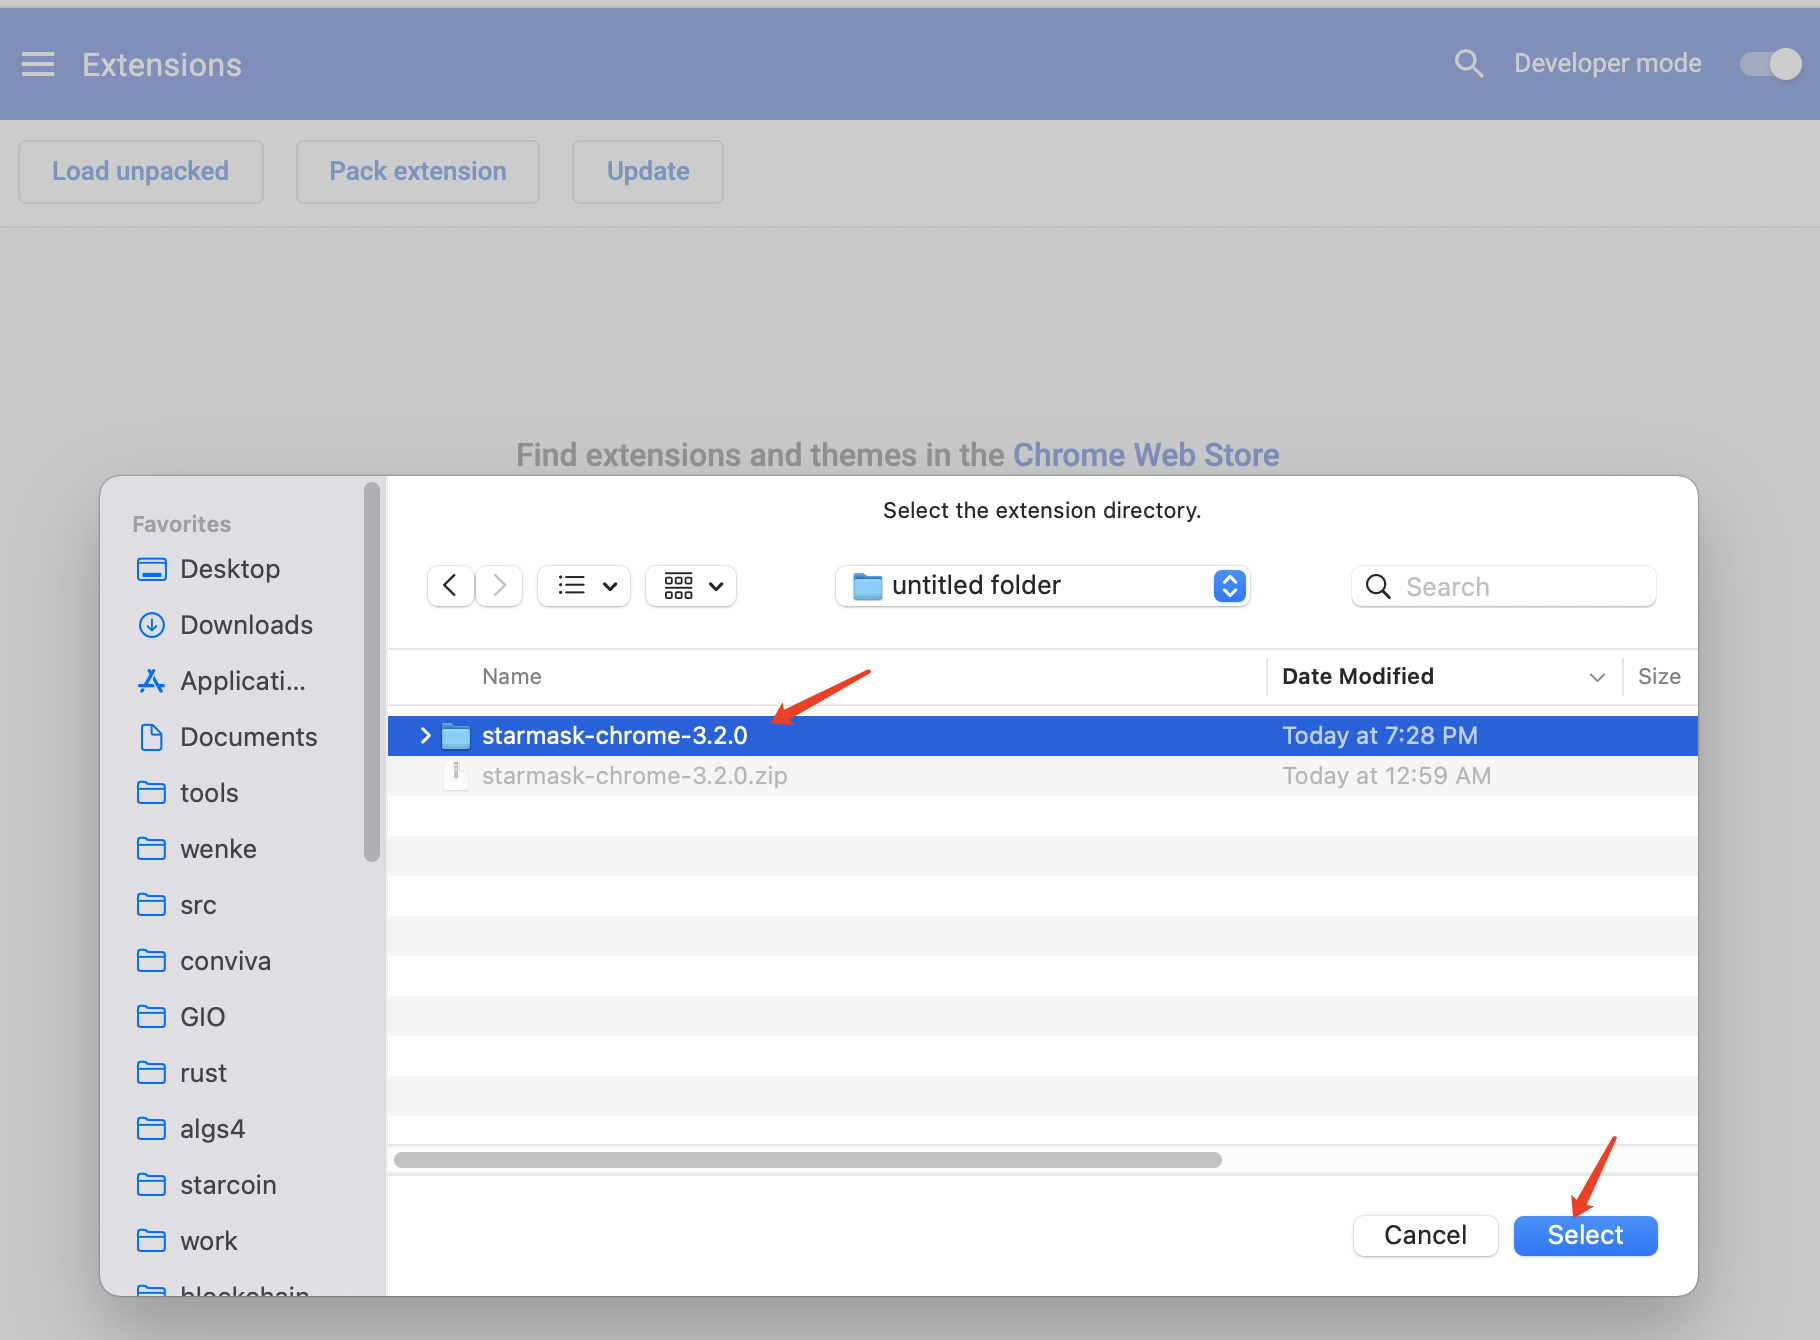 Extensions
Developer mode
Load unpacked
Pack extension
Update
Find extensions and themes in the Chrome Web Store
Select the extension directory.
Favorites
Desktop
Downloads
Applicati...
Documents
tools
wenke
src
conviva
GIO
rust
algs4
starcoin
work
blockchain
untitled folder
Search
Name
Date Modified
Size
starmask-chrome-3.2.0
Today at 7:28 PM
starmask-chrome-3.2.0.zip
Today at 12:59 AM
Cancel
Select